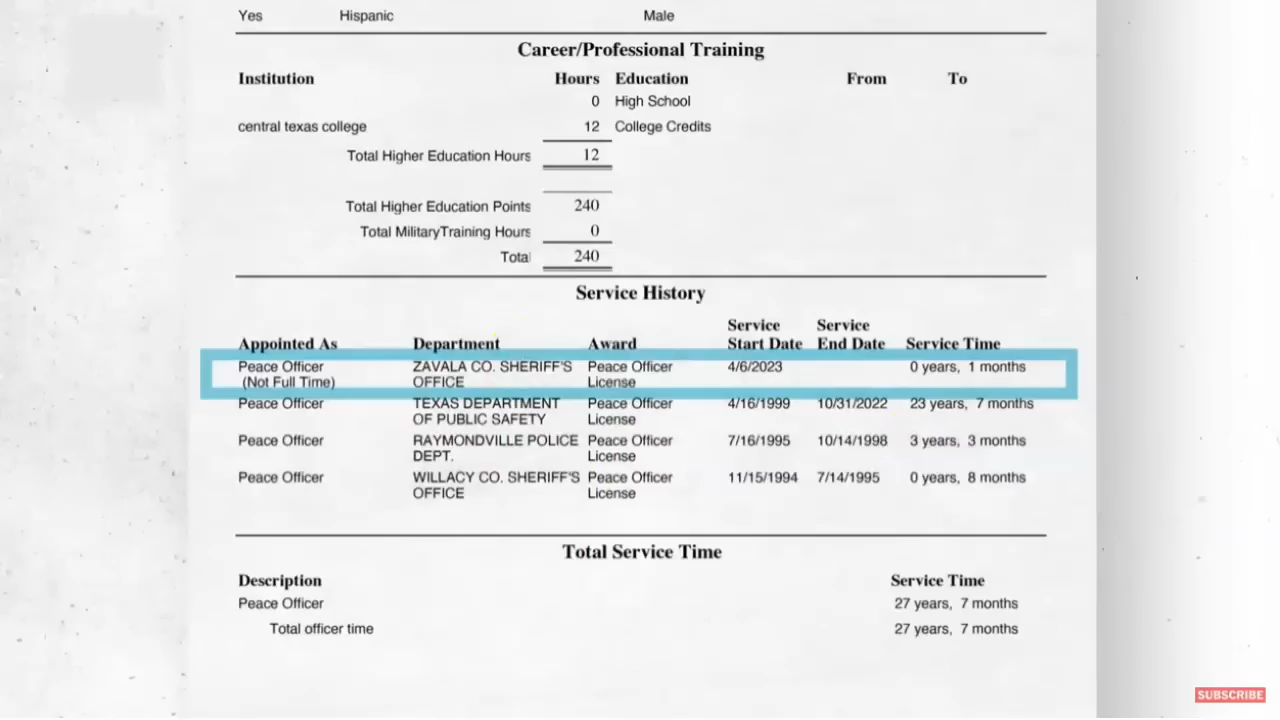 Yes Hispanic Male
Career/Professional Training
Institution Hours Education From To
0 High School
central texas college 12 College Credits
Total Higher Education Hours 12
Total Higher Education Points 240
Total MilitaryTraining Hours 0
Total 240
Service History
Service Service
Appointed As Department Award Start Date End Date Service Time
Peace Officer ZAVALA CO. SHERIFF'S Peace Officer 4/6/2023 0 years, 1 months
(Not Full Time) OFFICE License
Peace Officer TEXAS DEPARTMENT Peace Officer 4/16/1999 10/31/2022 23 years, 7 months
OF PUBLIC SAFETY License
Peace Officer RAYMONDVILLE POLICE Peace Officer 7/16/1995 10/14/1998 3 years, 3 months
DEPT. License
Peace Officer WILLACY CO. SHERIFF'S Peace Officer 11/15/1994 7/14/1995 0 years, 8 months
OFFICE License
Total Service Time
Description Service Time
Peace Officer 27 years, 7 months
Total officer time 27 years, 7 months
SUBSCRIBE